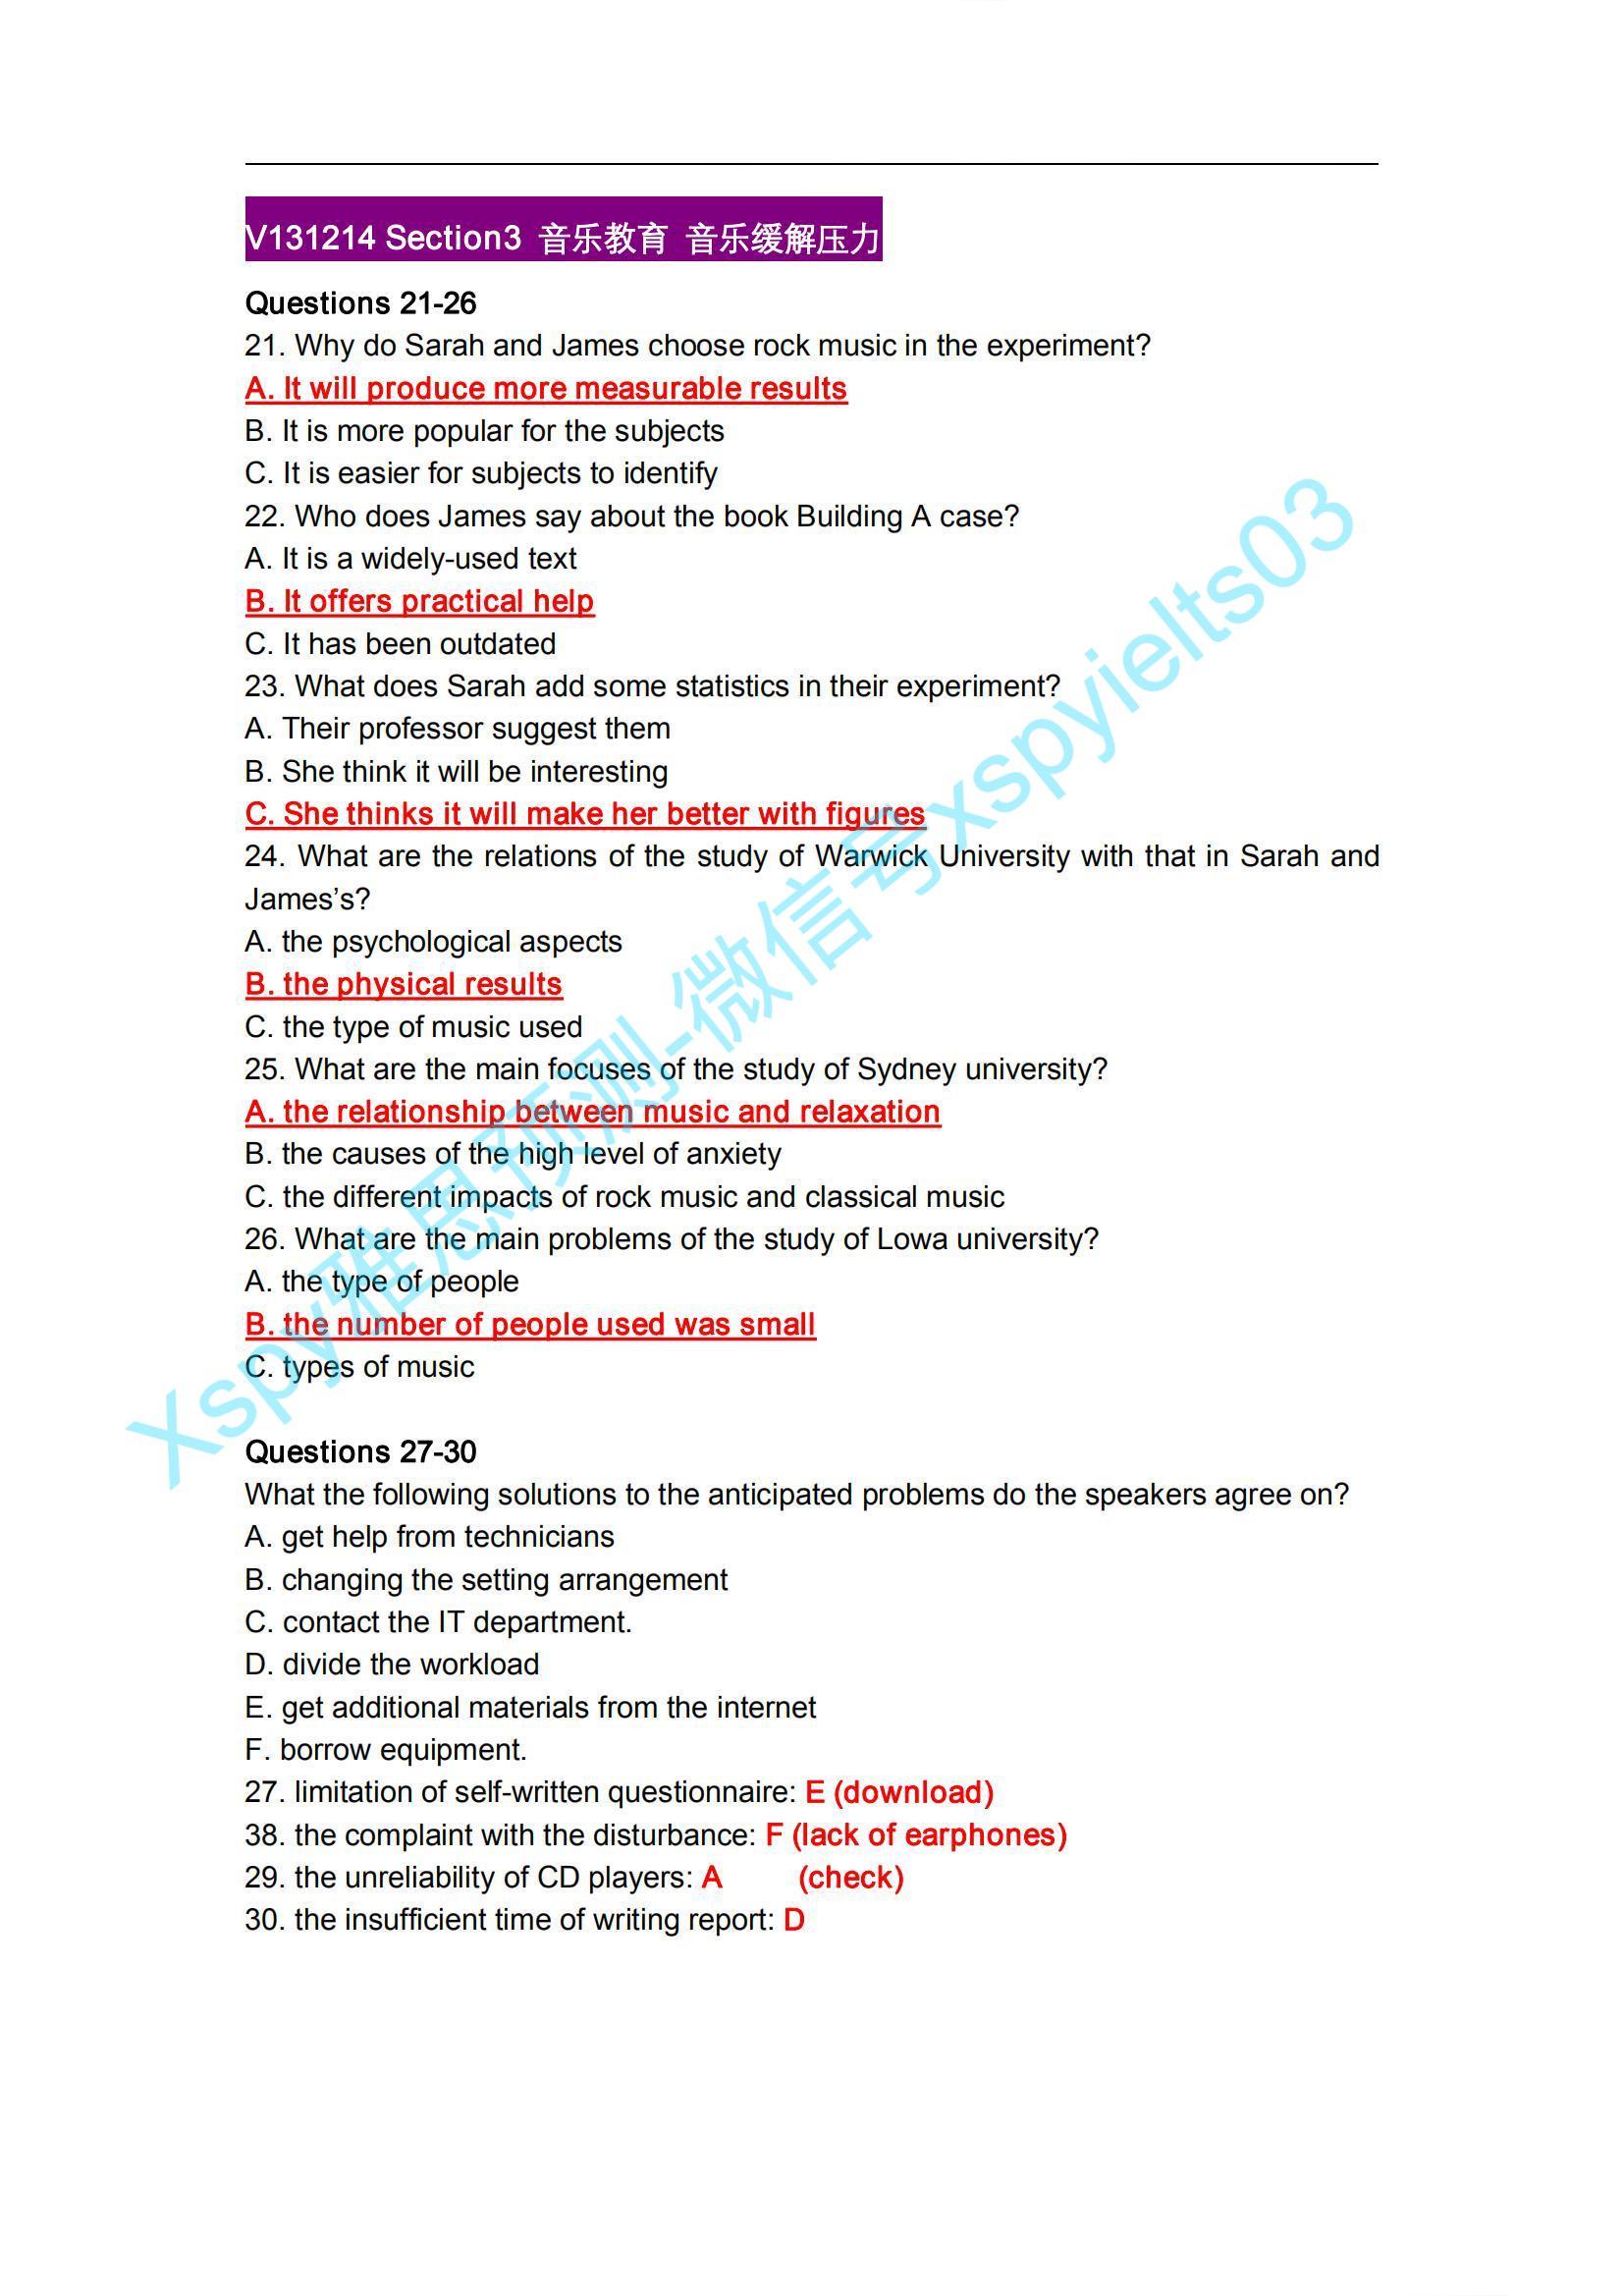 V131214 Section3 音乐教育 音乐缓解压力
Questions 21-26
21. Why do Sarah and James choose rock music in the experiment?
A. It will produce more measurable results
B. It is more popular for the subjects
C. It is easier for subjects to identify
22. Who does James say about the book Building A case?
A. It is a widely-used text
B. It offers practical help
C. It has been outdated
23. What does Sarah add some statistics in their experiment?
A. Their professor suggest them
B. She think it will be interesting
C. She thinks it will make her better with figures
24. What are the relations of the study of Warwick University with that in Sarah and
James’s?
A. the psychological aspects
B. the physical results
C. the type of music used
25. What are the main focuses of the study of Sydney university?
A. the relationship between music and relaxation
B. the causes of the high level of anxiety
C. the different impacts of rock music and classical music
26. What are the main problems of the study of Lowa university?
A. the type of people
B. the number of people used was small
C. types of music
Questions 27-30
What the following solutions to the anticipated problems do the speakers agree on?
A. get help from technicians
B. changing the setting arrangement
C. contact the IT department.
D. divide the workload
E. get additional materials from the internet
F. borrow equipment.
27. limitation of self-written questionnaire: E (download)
38. the complaint with the disturbance: F (lack of earphones)
29. the unreliability of CD players: A (check)
30. the insufficient time of writing report: D
Xspy雅思预测-微信号xspyielts03